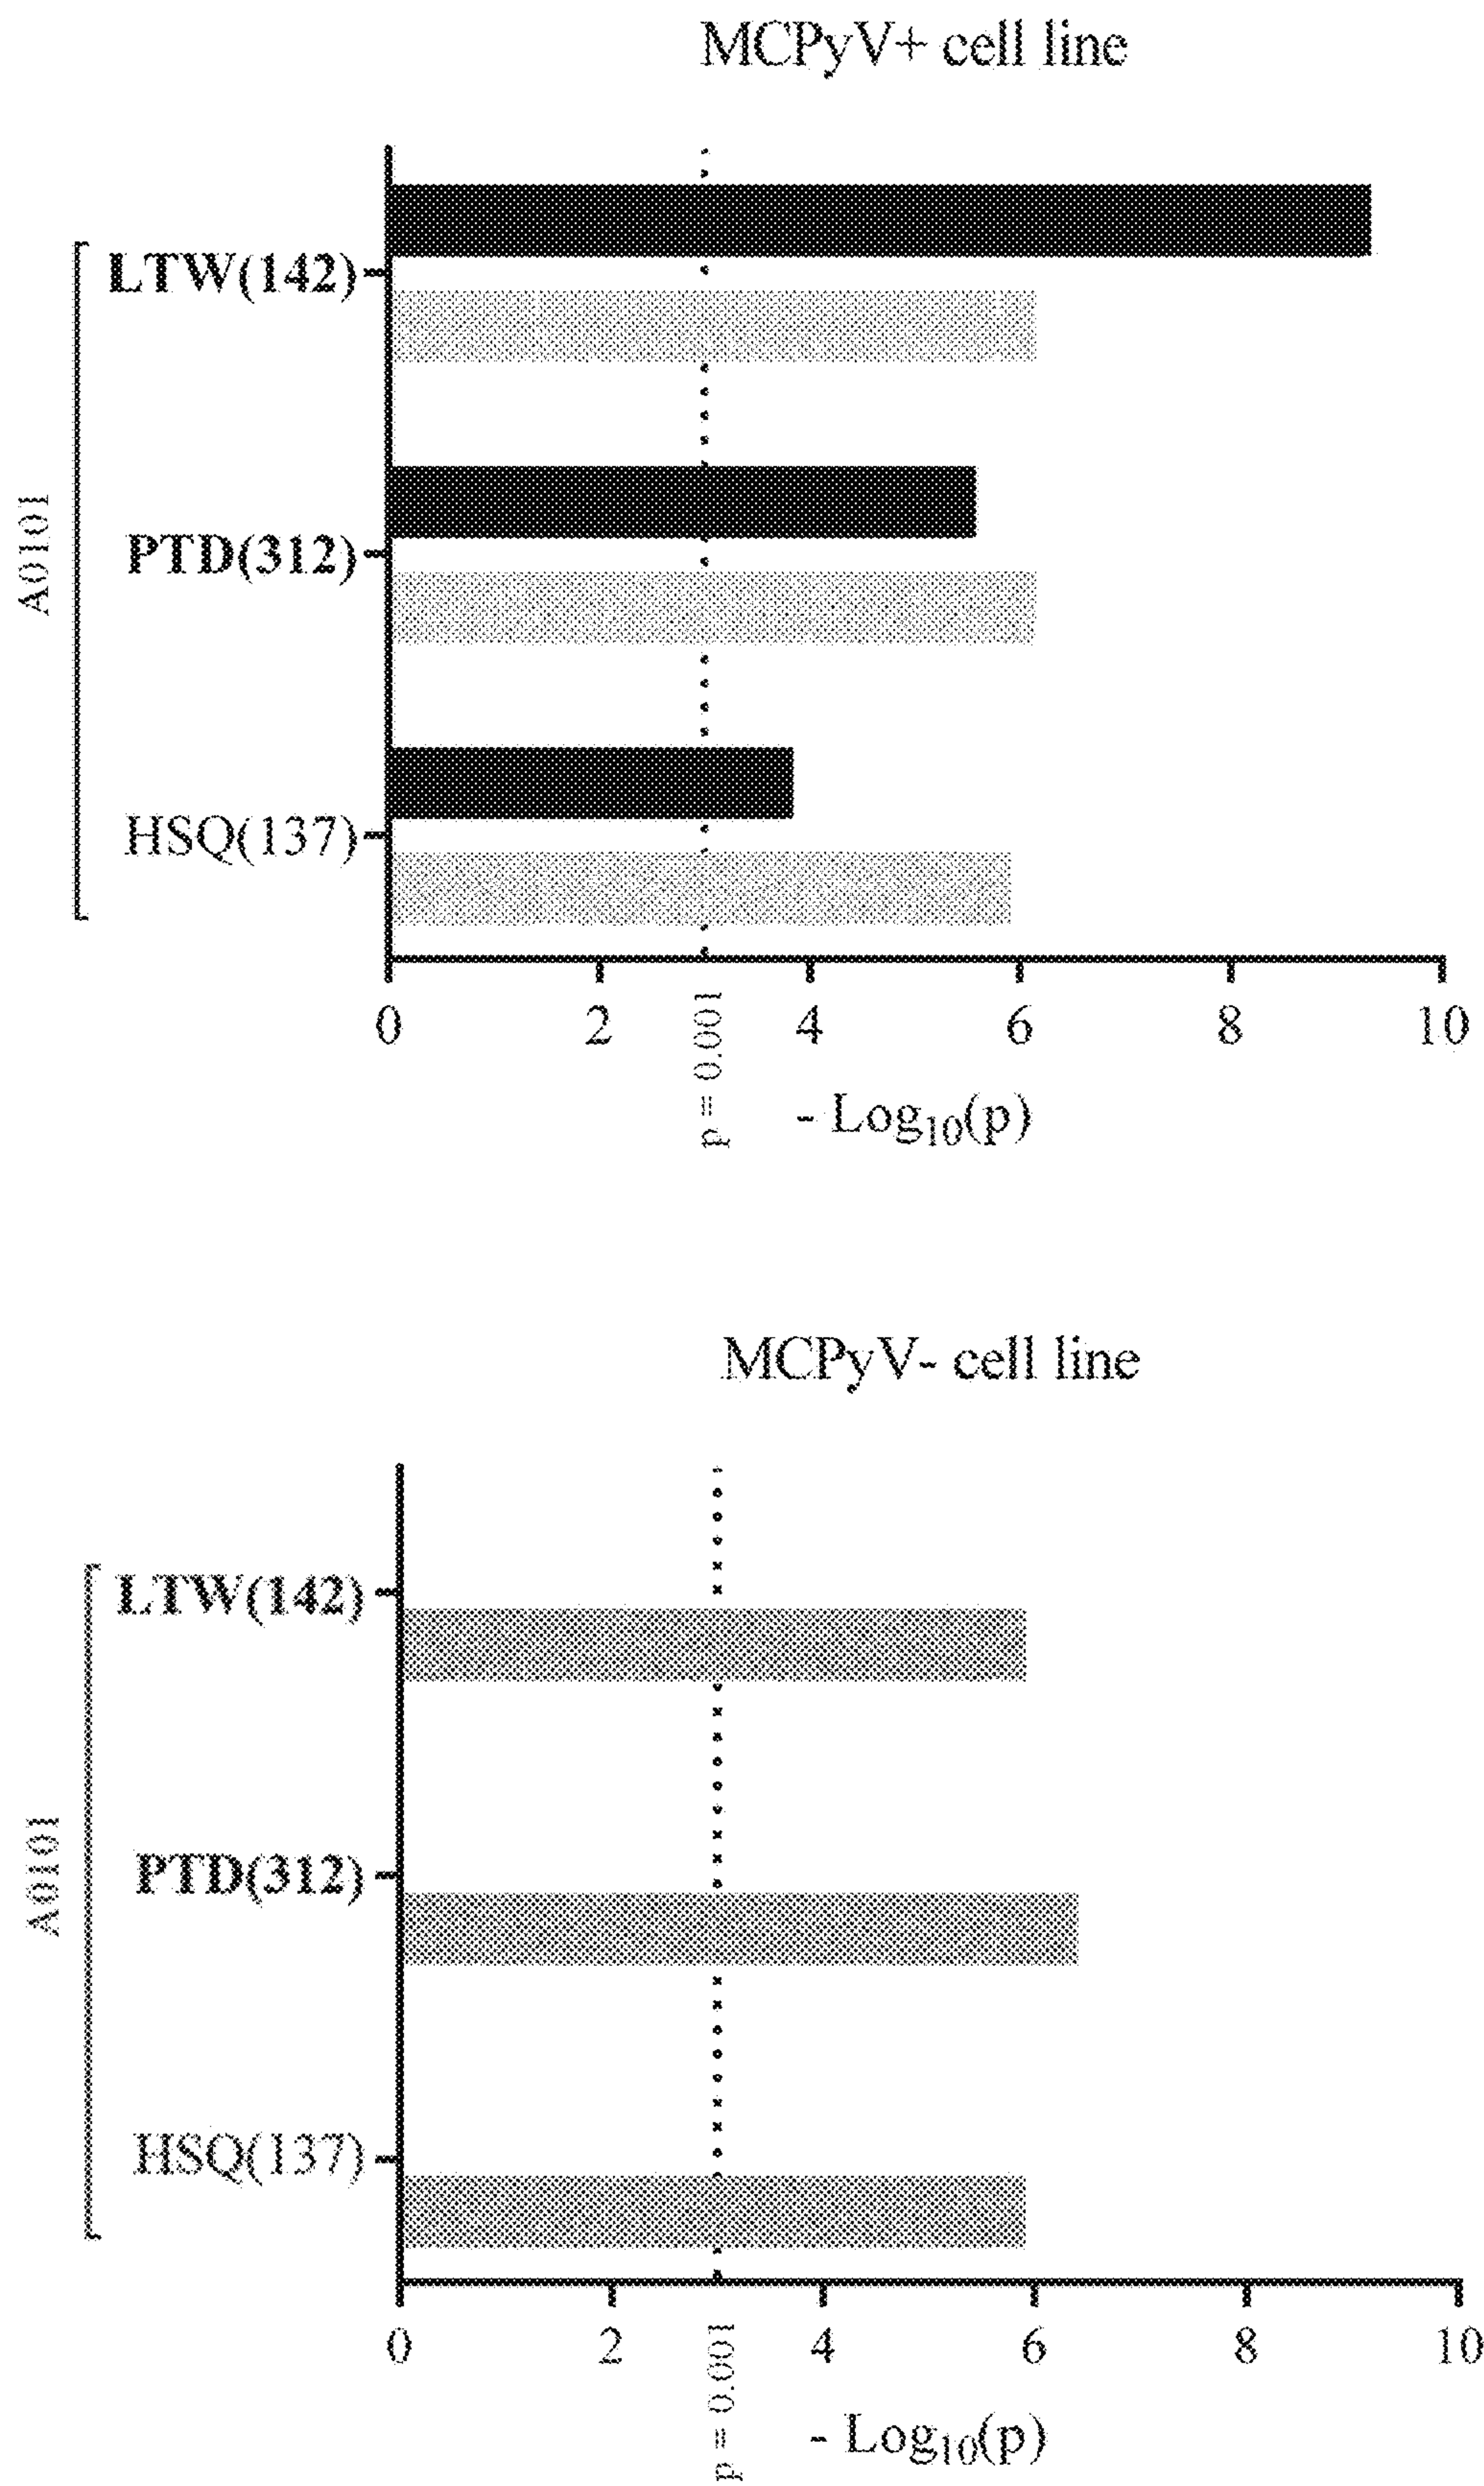 MCPyV+ cell line
A0101
LTW(142)
PTD(312)
HSQ(137)
0 2 4 6 8 10
p = 0.001
- Log10(p)
MCPyV- cell line
A0101
LTW(142)
PTD(312)
HSQ(137)
0 2 4 6 8 10
p = 0.001
- Log10(p)